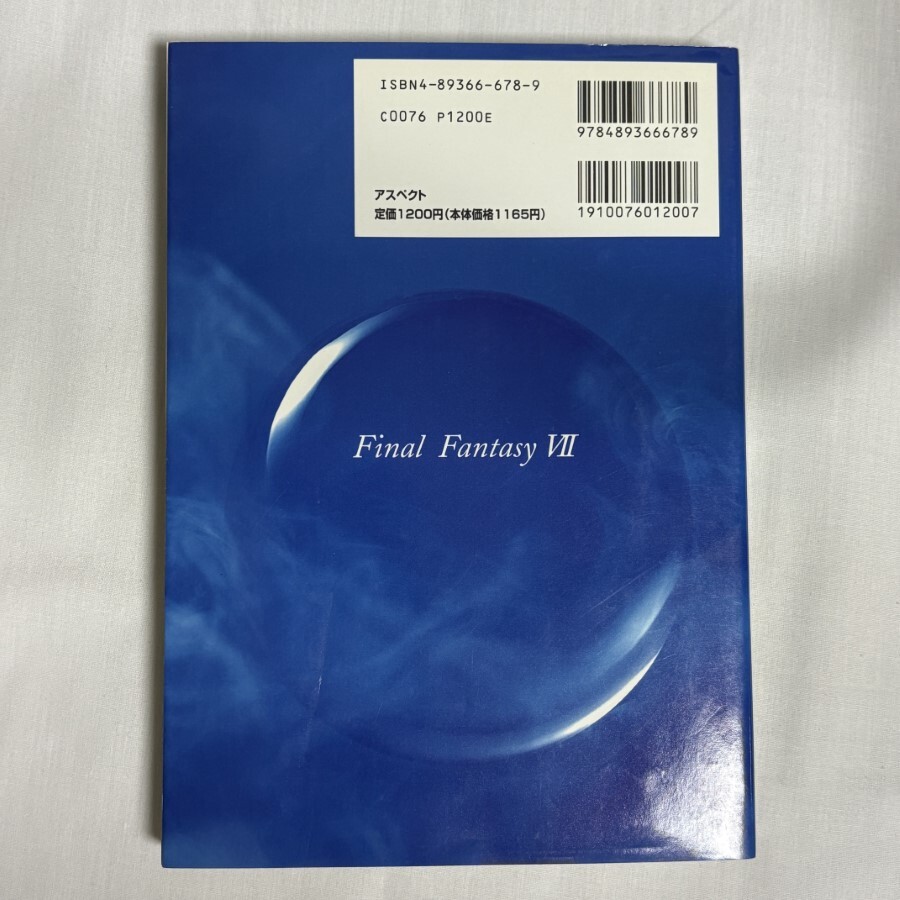 ISBN4-89366-678-9
C0076 P1200E
9784893666789
アスペクト
定価1200円(本体価格1165円)
1910076012007
Final Fantasy VII